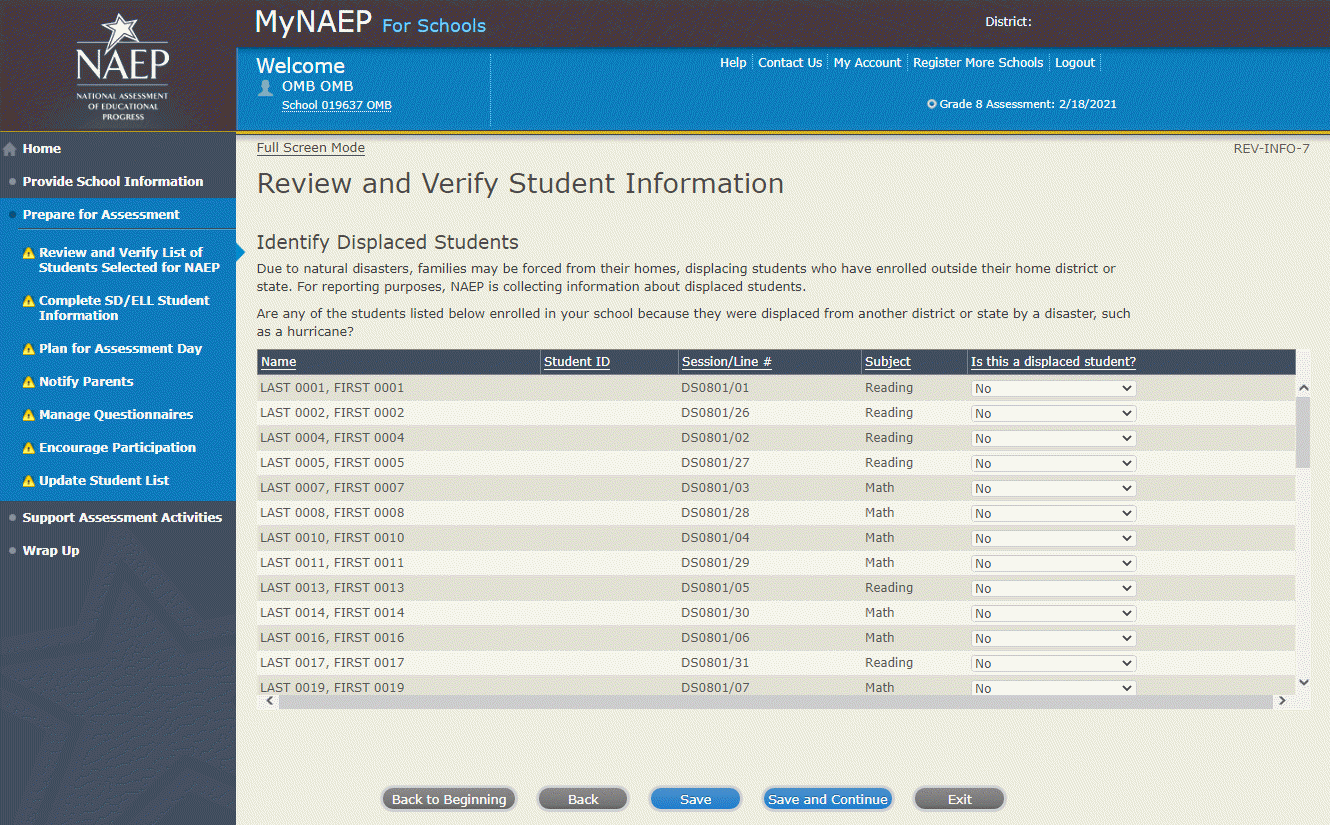 NAEP
NATIONAL ASSESSMENT
OF EDUCATIONAL
PROGRESS
MyNAEP For Schools
District:
Welcome
OMB OMB
School 019637 OMB
Help Contact Us My Account Register More Schools Logout
Grade 8 Assessment: 2/18/2021
Home
Provide School Information
Prepare for Assessment
Review and Verify List of
Students Selected for NAEP
Complete SD/ELL Student
Information
Plan for Assessment Day
Notify Parents
Manage Questionnaires
Encourage Participation
Update Student List
Support Assessment Activities
Wrap Up
Full Screen Mode
REV-INFO-7
Review and Verify Student Information
Identify Displaced Students
Due to natural disasters, families may be forced from their homes, displacing students who have enrolled outside their home district or
state. For reporting purposes, NAEP is collecting information about displaced students.
Are any of the students listed below enrolled in your school because they were displaced from another district or state by a disaster, such
as a hurricane?
Name Student ID Session/Line # Subject Is this a displaced student?
LAST 0001, FIRST 0001 DS0801/01 Reading No
LAST 0002, FIRST 0002 DS0801/26 Reading No
LAST 0004, FIRST 0004 DS0801/02 Reading No
LAST 0005, FIRST 0005 DS0801/27 Reading No
LAST 0007, FIRST 0007 DS0801/03 Math No
LAST 0008, FIRST 0008 DS0801/28 Math No
LAST 0010, FIRST 0010 DS0801/04 Math No
LAST 0011, FIRST 0011 DS0801/29 Math No
LAST 0013, FIRST 0013 DS0801/05 Reading No
LAST 0014, FIRST 0014 DS0801/30 Math No
LAST 0016, FIRST 0016 DS0801/06 Math No
LAST 0017, FIRST 0017 DS0801/31 Reading No
LAST 0019, FIRST 0019 DS0801/07 Math No
Back to Beginning Back Save Save and Continue Exit